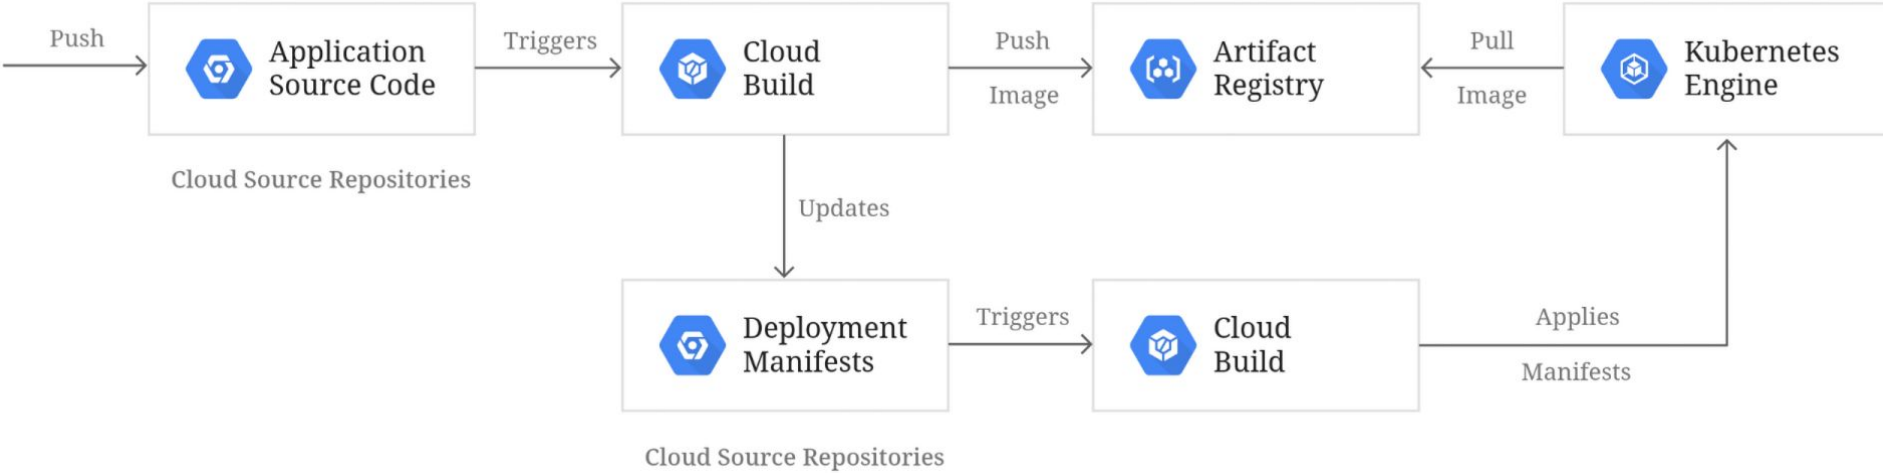 Push
Application
Source Code
Triggers
Cloud
Build
Push
Image
Artifact
Registry
Pull
Image
Kubernetes
Engine
Cloud Source Repositories
Updates
Deployment
Manifests
Triggers
Cloud
Build
Applies
Manifests
Cloud Source Repositories